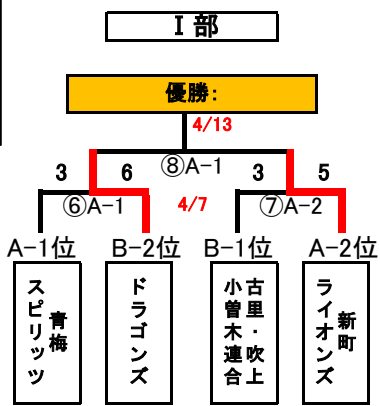 Ⅰ部
優勝:
4/13
⑧A-1
3 6 3 5
⑥A-1 4/7 ⑦A-2
A-1位 B-2位 B-1位 A-2位
青梅
スピリッツ
ドラゴンズ
古里・吹上
小曽木連合
新町
ライオンズ